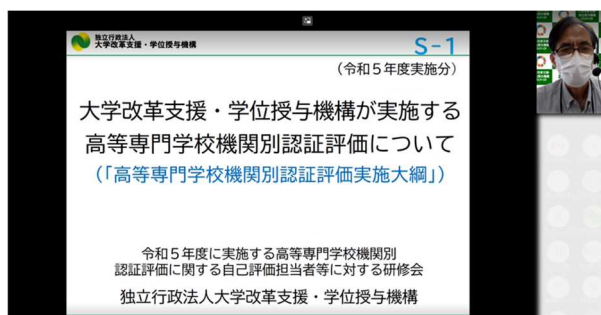 独立行政法人
大学改革支援・学位授与機構
S-1
（令和５年度実施分）
大学改革支援・学位授与機構が実施する
高等専門学校機関別認証評価について
（「高等専門学校機関別認証評価実施大綱」）
令和５年度に実施する高等専門学校機関別
認証評価に関する自己評価担当者等に対する研修会
独立行政法人大学改革支援・学位授与機構